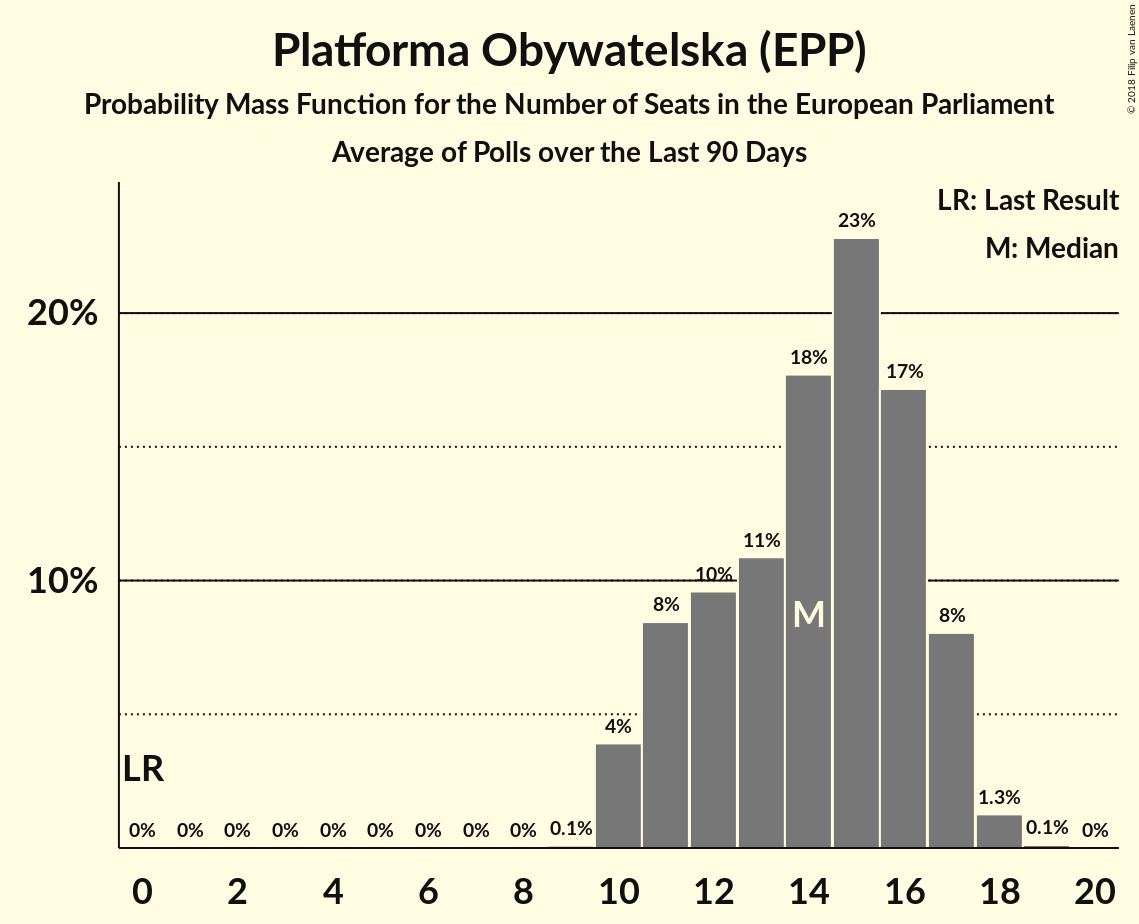 Platforma Obywatelska (EPP)
Probability Mass Function for the Number of Seats in the European Parliament
Average of Polls over the Last 90 Days
© 2018 Filip van Laenen
LR: Last Result
M: Median
23%
20%
18%
17%
11%
10%
10%
8%
M
8%
4%
LR
1.3%
0% 0% 0% 0% 0% 0% 0% 0% 0% 0.1% 0.1% 0%
0 2 4 6 8 10 12 14 16 18 20